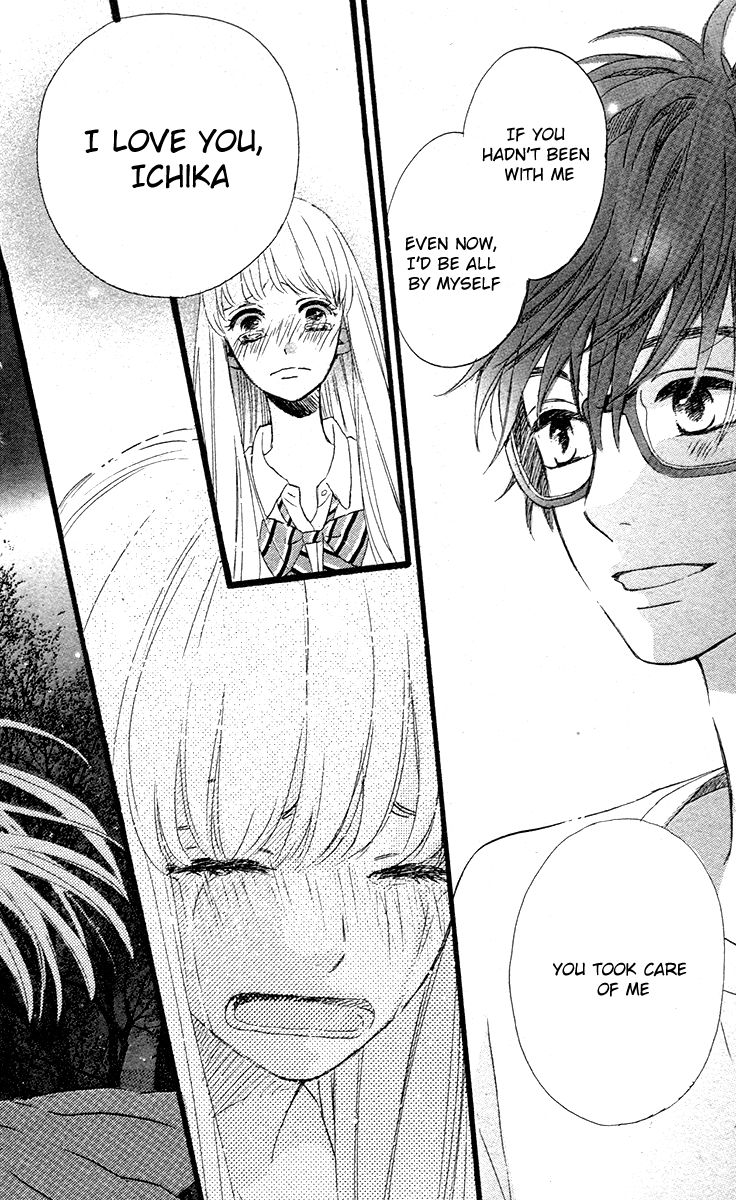 IF YOU
HADN'T BEEN
WITH ME
EVEN NOW,
I'D BE ALL
BY MYSELF
YOU TOOK CARE
OF ME
I LOVE YOU,
ICHIKA